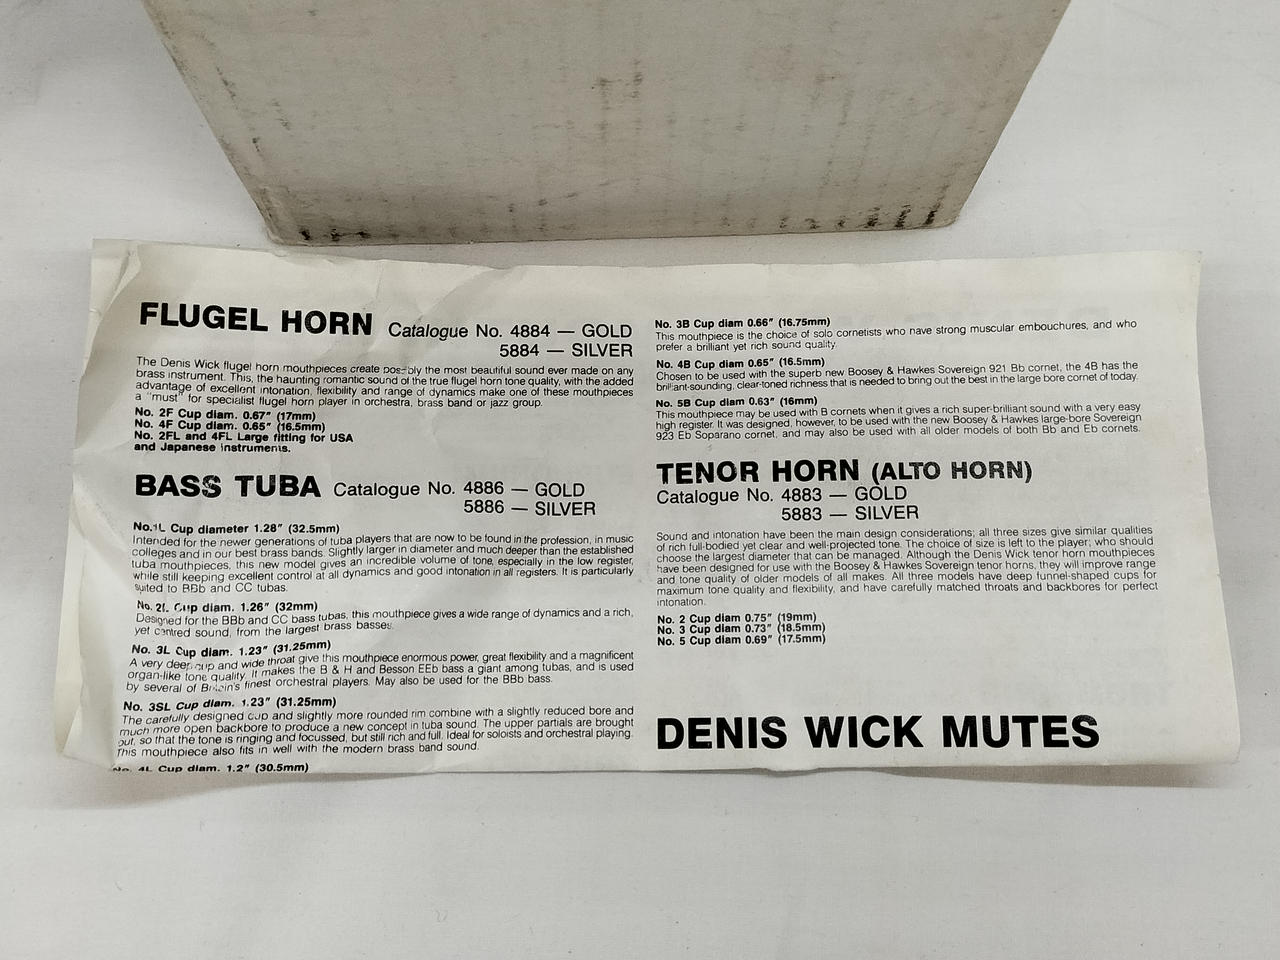 FLUGEL HORN Catalogue No. 4884 — GOLD
5884 — SILVER
The Denis Wick flugel horn mouthpieces create possibly the most beautiful sound ever made on any
brass instrument. This, the haunting romantic sound of the true flugel horn tone quality, with the added
advantage of excellent intonation, flexibility and range of dynamics make one of these mouthpieces
a "must" for specialist flugel horn player in orchestra, brass band or jazz group.
No. 2F Cup diam. 0.67" (17mm)
No. 4F Cup diam. 0.65" (16.5mm)
No. 2FL and 4FL Large fitting for USA
and Japanese instruments.
BASS TUBA Catalogue No. 4886 — GOLD
5886 — SILVER
No. 1L Cup diameter 1.28" (32.5mm)
Intended for the newer generations of tuba players that are now to be found in the profession, in music
colleges and in our best brass bands. Slightly larger in diameter and much deeper than the established
tuba mouthpieces, this new model gives an incredible volume of tone, especially in the low register,
while still keeping excellent control at all dynamics and good intonation in all registers. It is particularly
suited to BBb and CC tubas.
No. 2L Cup diam. 1.26" (32mm)
Designed for the BBb and CC bass tubas, this mouthpiece gives a wide range of dynamics and a rich,
yet centred sound, from the largest brass basses.
No. 3L Cup diam. 1.23" (31.25mm)
A very deep cup and wide throat give this mouthpiece enormous power, great flexibility and a magnificent
organ-like tone quality. It makes the B & H and Besson EEb bass a giant among tubas, and is used
by several of Britain's finest orchestral players. May also be used for the BBb bass.
No. 3SL Cup diam. 1.23" (31.25mm)
The carefully designed cup and slightly more rounded rim combine with a slightly reduced bore and
much more open backbore to produce a new concept in tuba sound. The upper partials are brought
out, so that the tone is ringing and focussed, but still rich and full. Ideal for soloists and orchestral playing.
This mouthpiece also fits in well with the modern brass band sound.
No. 4L Cup diam. 1.2" (30.5mm)
No. 3B Cup diam 0.66" (16.75mm)
This mouthpiece is the choice of solo cornetists who have strong muscular embouchures, and who
prefer a brilliant yet rich sound quality.
No. 4B Cup diam 0.65" (16.5mm)
Chosen to be used with the superb new Boosey & Hawkes Sovereign 921 Bb cornet, the 4B has the
brilliant-sounding, clear-toned richness that is needed to bring out the best in the large bore cornet of today.
No. 5B Cup diam 0.63" (16mm)
This mouthpiece may be used with B cornets when it gives a rich super-brilliant sound with a very easy
high register. It was designed, however, to be used with the new Boosey & Hawkes large-bore Sovereign
923 Eb Soparano cornet, and may also be used with all older models of both Bb and Eb cornets.
TENOR HORN (ALTO HORN)
Catalogue No. 4883 — GOLD
5883 — SILVER
Sound and intonation have been the main design considerations; all three sizes give similar qualities
of rich full-bodied yet clear and well-projected tone. The choice of size is left to the player, who should
choose the largest diameter that can be managed. Although the Denis Wick tenor horn mouthpieces
have been designed for use with the Boosey & Hawkes Sovereign tenor horns, they will improve range
and tone quality of older models of all makes. All three models have deep funnel-shaped cups for
maximum tone quality and flexibility, and have carefully matched throats and backbores for perfect
intonation.
No. 2 Cup diam 0.75" (19mm)
No. 3 Cup diam 0.73" (18.5mm)
No. 5 Cup diam 0.69" (17.5mm)
DENIS WICK MUTES